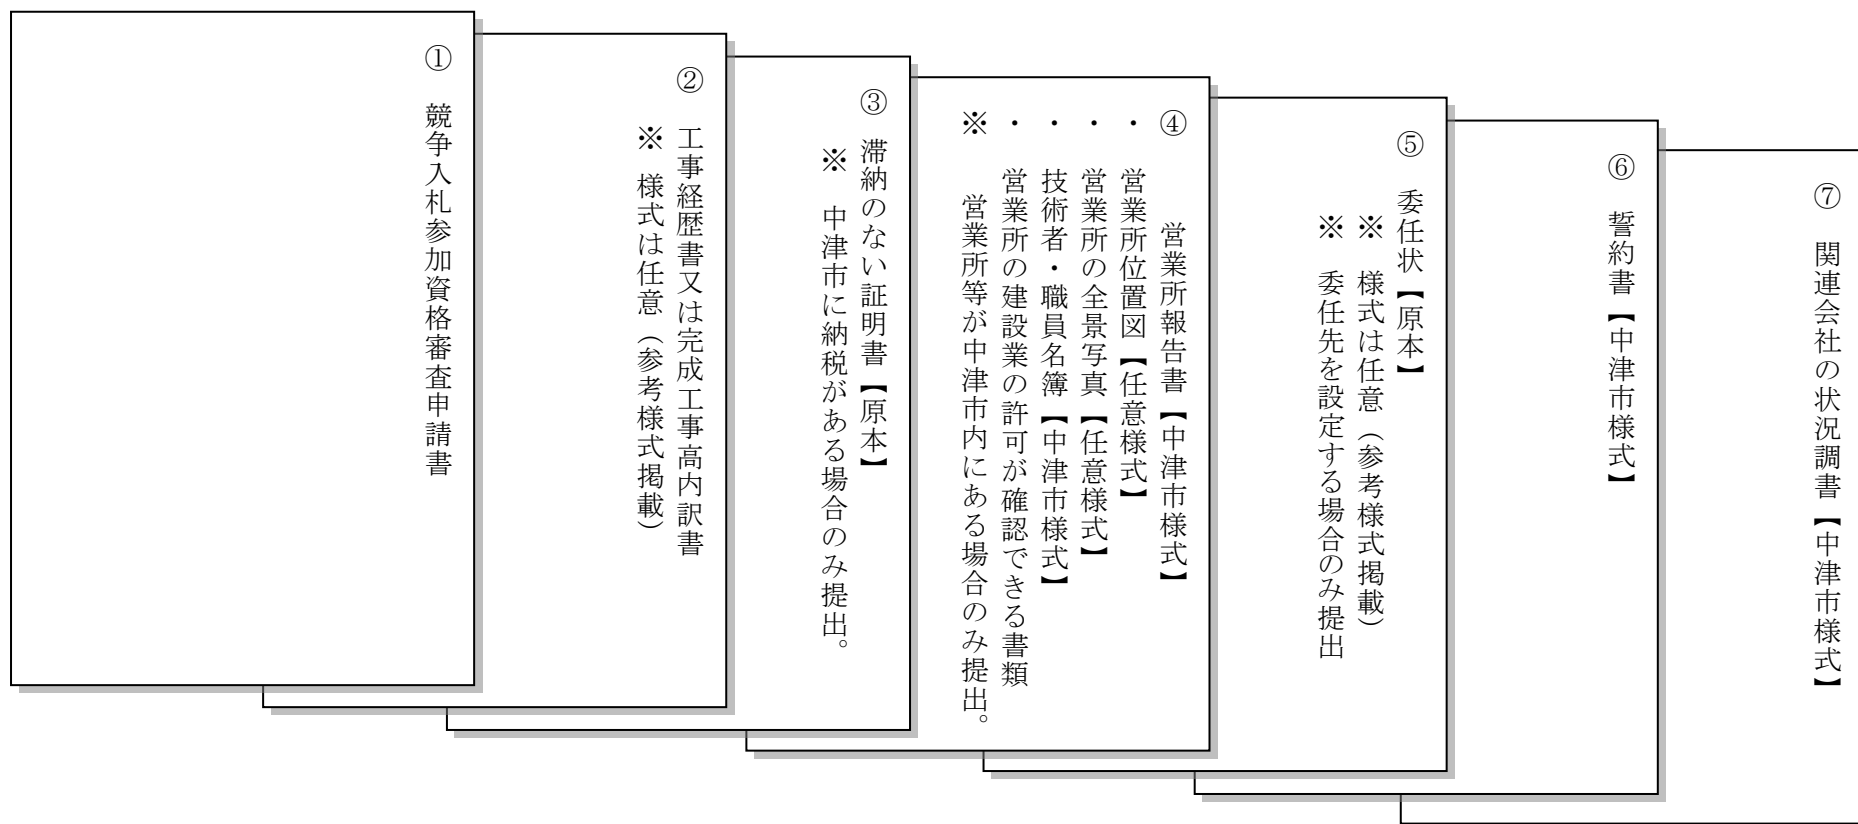 ① 競争入札参加資格審査申請書
② 工事経歴書又は完成工事高内訳書
※ 様式は任意（参考様式掲載）
③ 滞納のない証明書【原本】
※ 中津市に納税がある場合のみ提出。
④ 営業所報告書【中津市様式】
・ 営業所位置図【任意様式】
・ 営業所の全景写真【任意様式】
・ 技術者・職員名簿【中津市様式】
・ 営業所の建設業の許可が確認できる書類
※ 営業所等が中津市内にある場合のみ提出。
⑤ 委任状【原本】
※ 様式は任意（参考様式掲載）
※ 委任先を設定する場合のみ提出
⑥ 誓約書【中津市様式】
⑦ 関連会社の状況調書【中津市様式】